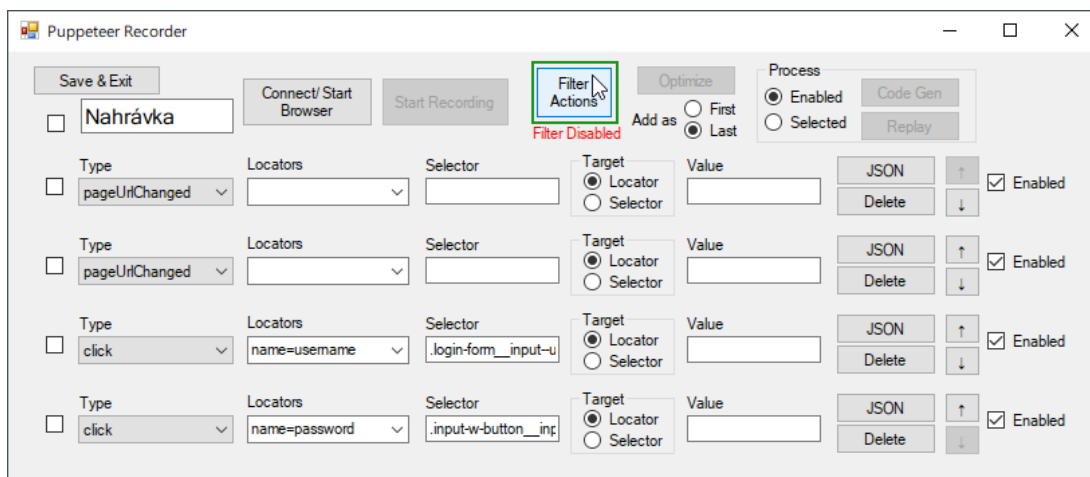 Puppeteer Recorder
Save & Exit
Nahrávka
Connect/ Start
Browser
Start Recording
Filter
Actions
Filter Disabled
Optimize
Add as
First
Last
Process
Enabled
Selected
Code Gen
Replay
Type
Locators
Selector
Target
Value
pageUrlChanged
Locator
Selector
JSON
Delete
↑
↓
Enabled
Type
Locators
Selector
Target
Value
pageUrlChanged
Locator
Selector
JSON
Delete
↑
↓
Enabled
Type
Locators
Selector
Target
Value
click
name=username
.login-form__input--u
Locator
Selector
JSON
Delete
↑
↓
Enabled
Type
Locators
Selector
Target
Value
click
name=password
.input-w-button__inp
Locator
Selector
JSON
Delete
↑
↓
Enabled